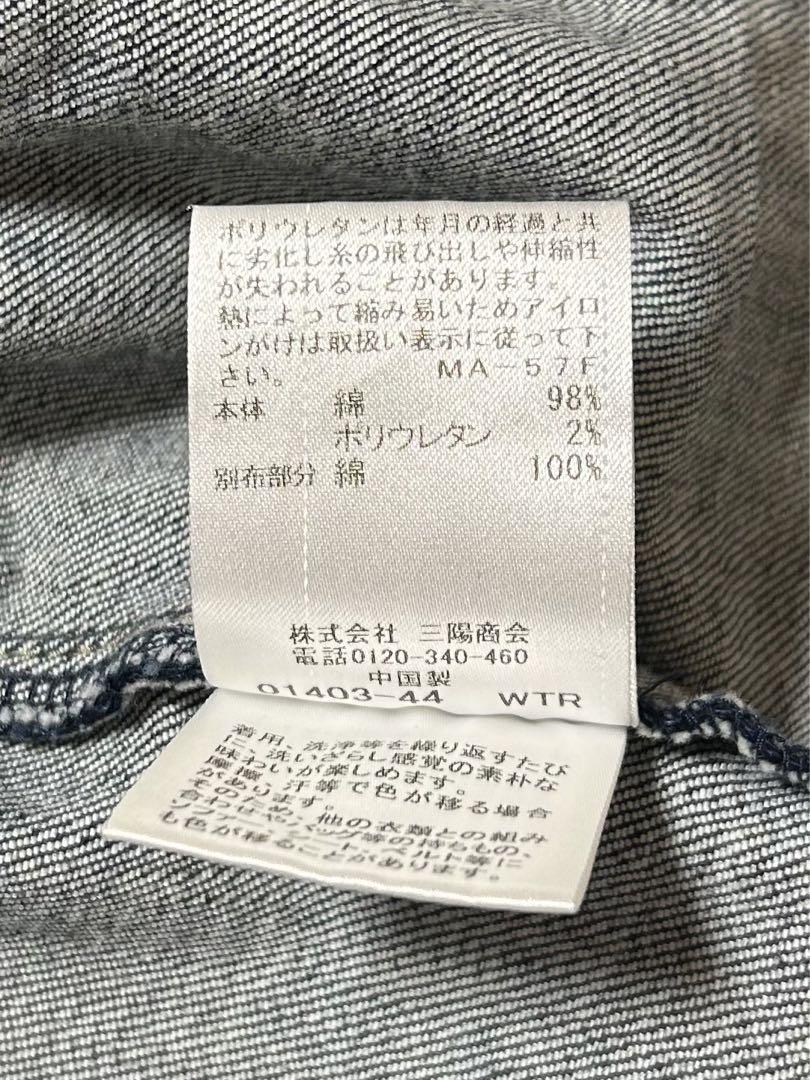 ポリウレタンは年月の経過と共
に劣化し糸の飛び出しや伸縮性
が失われることがあります。
熱によって縮み易いためアイロ
ンがけは取扱い表示に従って下
さい。 MA-57F
本体 綿 98%
ポリウレタン 2%
別布部分 綿 100%
株式会社 三陽商会
電話0120-340-460
中国製
01403-44 WTR
着用、洗浄等を繰り返すたび
に、洗いざらし感覚の素朴な
味わいが楽しめます。
摩擦、汗等で色が移る場合
があります。
そのため、他の衣類との組み
合わせやバッグ等の持ちもの、
ソファー、シート、ベルト等に
も色が移ることがあります。